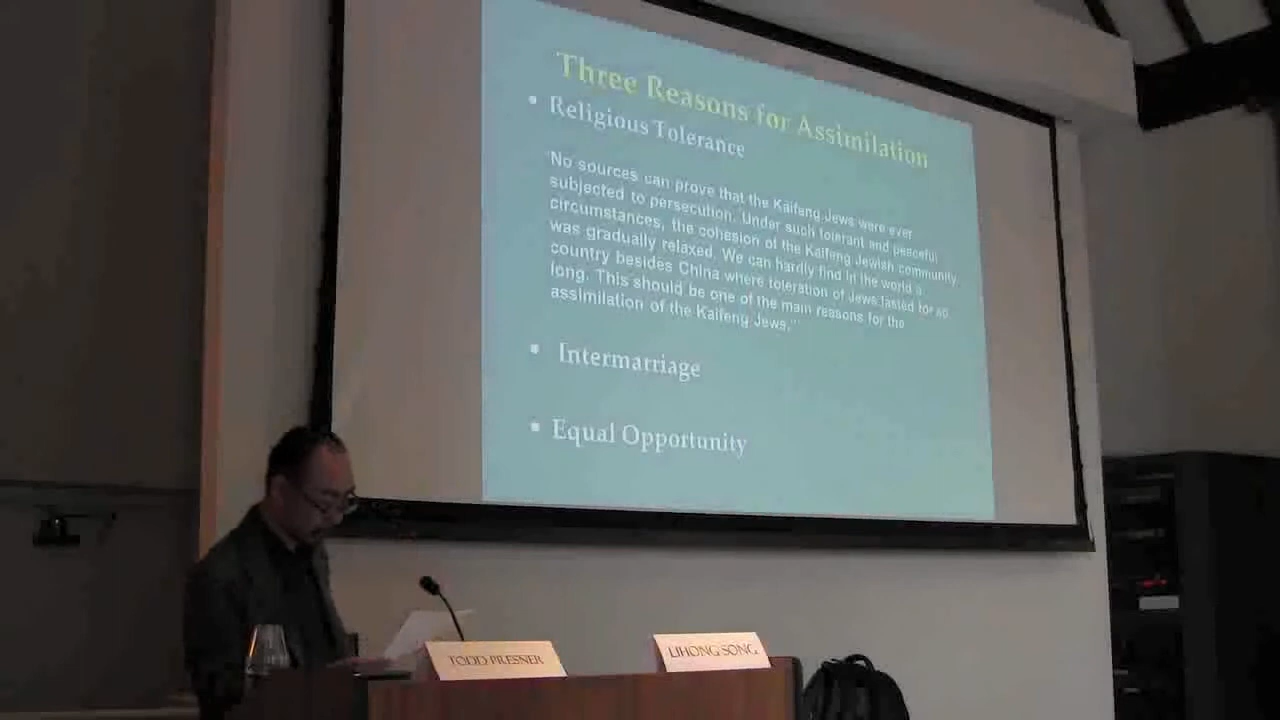 Three Reasons for Assimilation
▪ Religious Tolerance
"No sources can prove that the Kaifeng Jews were ever
subjected to persecution. Under such tolerant and peaceful
circumstances, the cohesion of the Kaifeng Jewish community
was gradually relaxed. We can hardly find in the world a
country besides China where toleration of Jews lasted for so
long. This should be one of the main reasons for the
assimilation of the Kaifeng Jews."
▪ Intermarriage
▪ Equal Opportunity
TODD PRESNER
LIHONG SONG